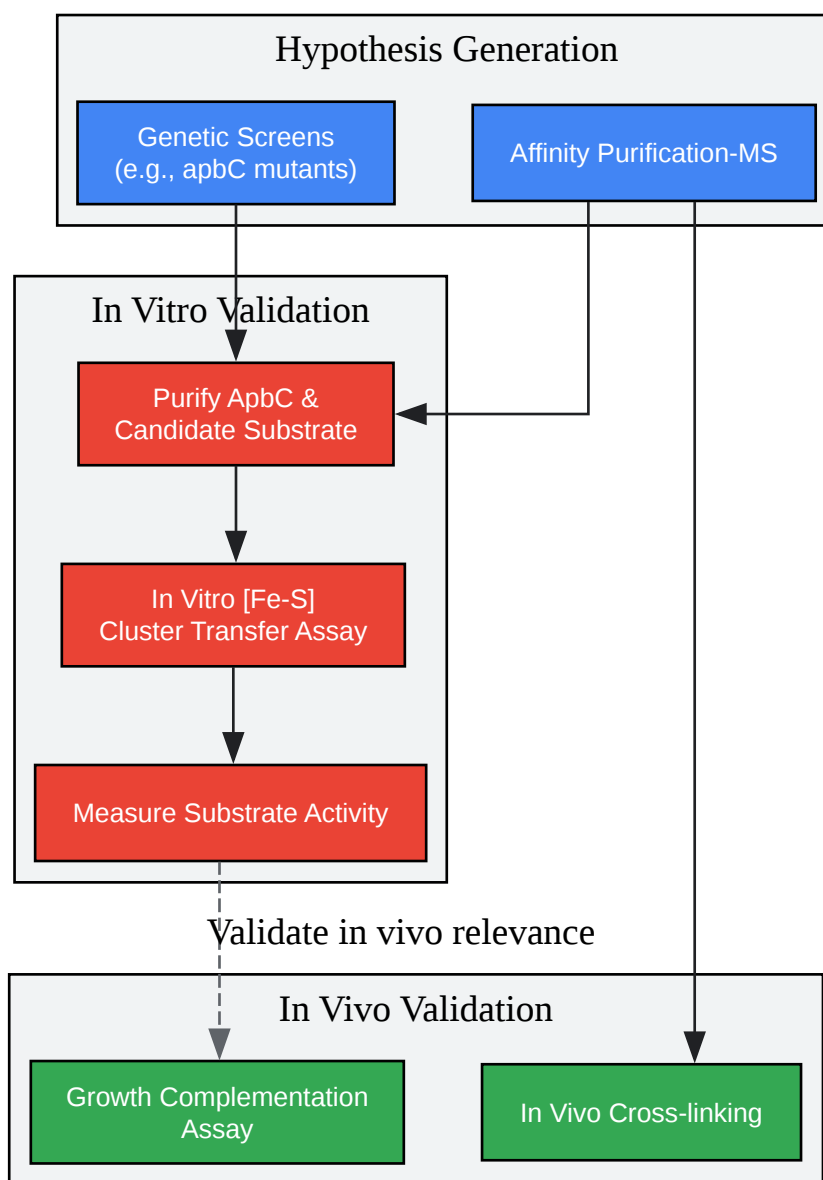 Hypothesis Generation
Genetic Screens
(e.g., apbC mutants)
Affinity Purification-MS
In Vitro Validation
Purify ApbC &
Candidate Substrate
In Vitro [Fe-S]
Cluster Transfer Assay
Measure Substrate Activity
Validate in vivo relevance
In Vivo Validation
Growth Complementation
Assay
In Vivo Cross-linking